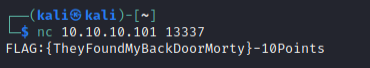 ┌──(kali㉿kali)-[~]
└─$ nc 10.10.10.101 13337
FLAG:{TheyFoundMyBackDoorMorty}-10Points